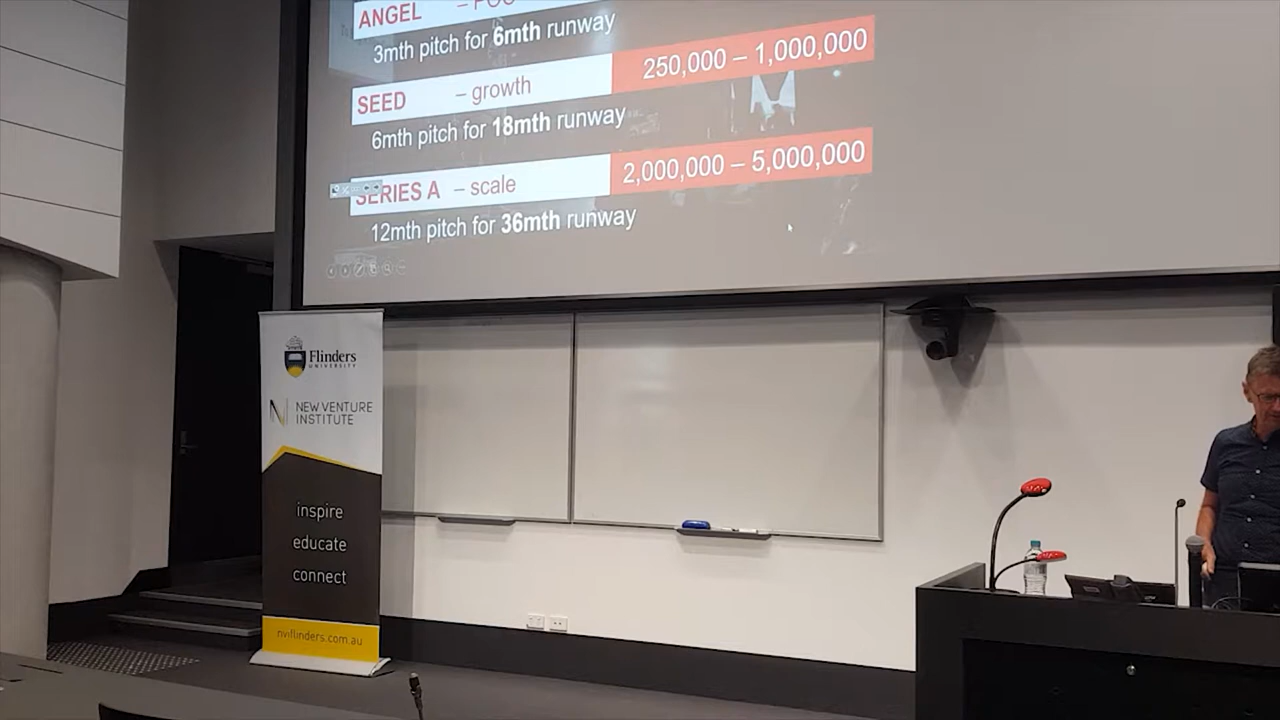 ANGEL
3mth pitch for 6mth runway
SEED – growth 250,000 – 1,000,000
6mth pitch for 18mth runway
SERIES A – scale 2,000,000 – 5,000,000
12mth pitch for 36mth runway
Flinders
UNIVERSITY
NEW VENTURE
INSTITUTE
inspire
educate
connect
nviflinders.com.au